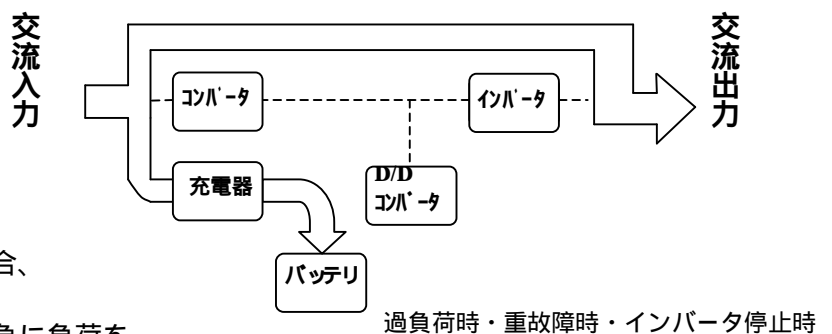 交流入力
交流出力
コンバータ
インバータ
充電器
D/D
コンバータ
バッテリ
合、
急に負荷を
過負荷時・重故障時・インバータ停止時